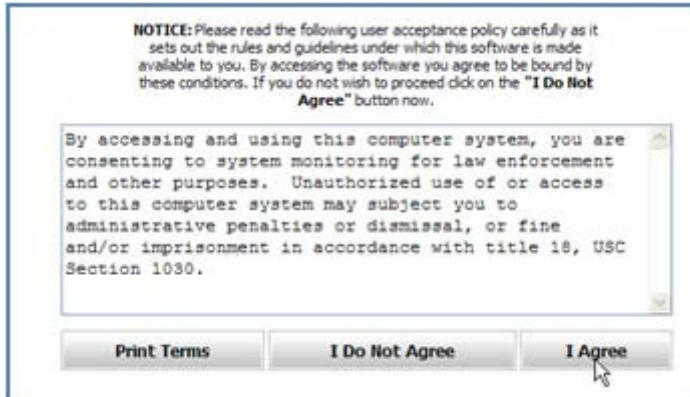 NOTICE: Please read the following user acceptance policy carefully as it
sets out the rules and guidelines under which this software is made
available to you. By accessing the software you agree to be bound by
these conditions. If you do not wish to proceed click on the "I Do Not
Agree" button now.
By accessing and using this computer system, you are
consenting to system monitoring for law enforcement
and other purposes.  Unauthorized use of or access
to this computer system may subject you to
administrative penalties or dismissal, or fine
and/or imprisonment in accordance with title 18, USC
Section 1030.
Print Terms
I Do Not Agree
I Agree